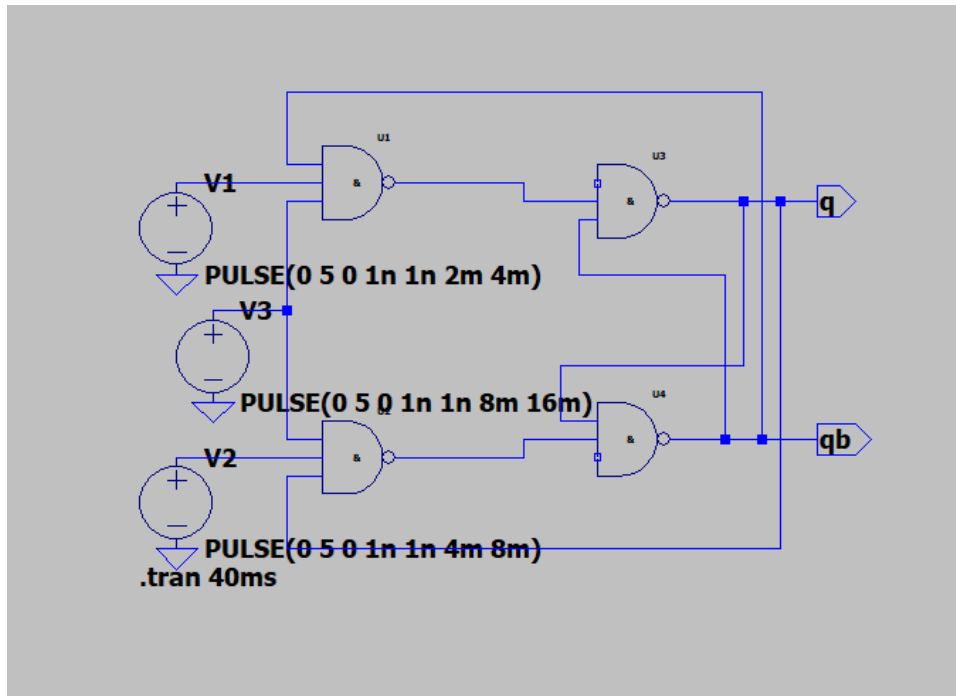 U1
&
V1
PULSE(0 5 0 1n 1n 2m 4m)
U3
&
q
V3
PULSE(0 5 0 1n 1n 8m 16m)
&
V2
PULSE(0 5 0 1n 1n 4m 8m)
.tran 40ms
U4
&
qb